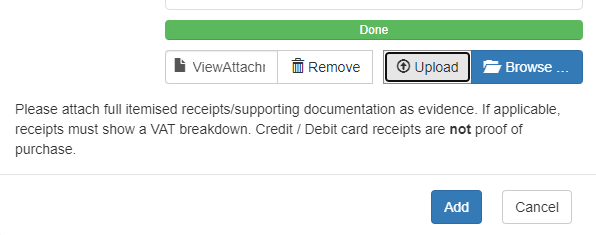 Done
ViewAttachr
Remove
Upload
Browse ...
Please attach full itemised receipts/supporting documentation as evidence. If applicable,
receipts must show a VAT breakdown. Credit / Debit card receipts are not proof of
purchase.
Add
Cancel